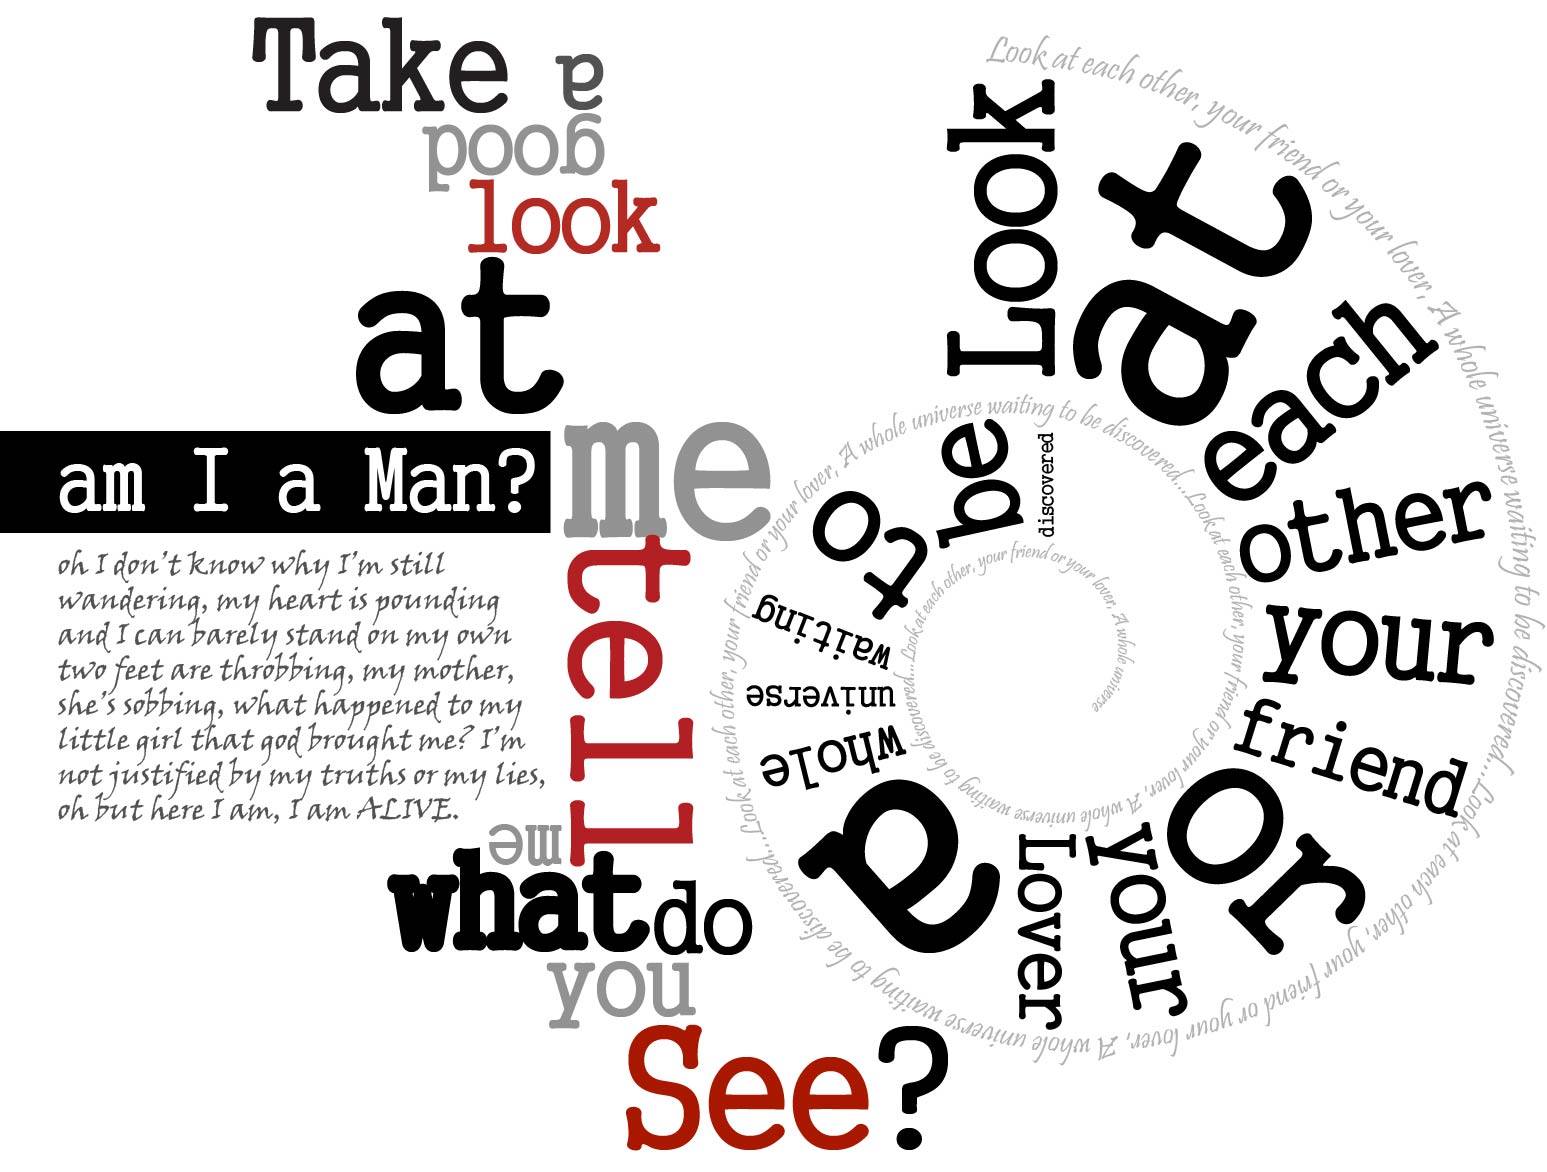 Take a
good
look
at
me
am I a Man?
oh I don't know why I'm still
wandering, my heart is pounding
and I can barely stand on my own
two feet are throbbing, my mother,
she's sobbing, what happened to my
little girl that god brought me? I'm
not justified by my truths or my lies,
oh but here I am, I am ALIVE.
tell
me
what do
you
See?
Look
at
each
other
your
friend
or
your
Lover
a
whole
universe
waiting
to
be
discovered
Look at each other, your friend or your lover, A whole universe waiting to be discovered...Look at each other, your friend or your lover, A whole universe waiting to be discovered...Look at each other, your friend or your lover, A whole universe waiting to be discovered...Look at each other, your friend or your lover, A whole universe waiting to be discovered...Look at each other, your friend or your lover, A whole universe